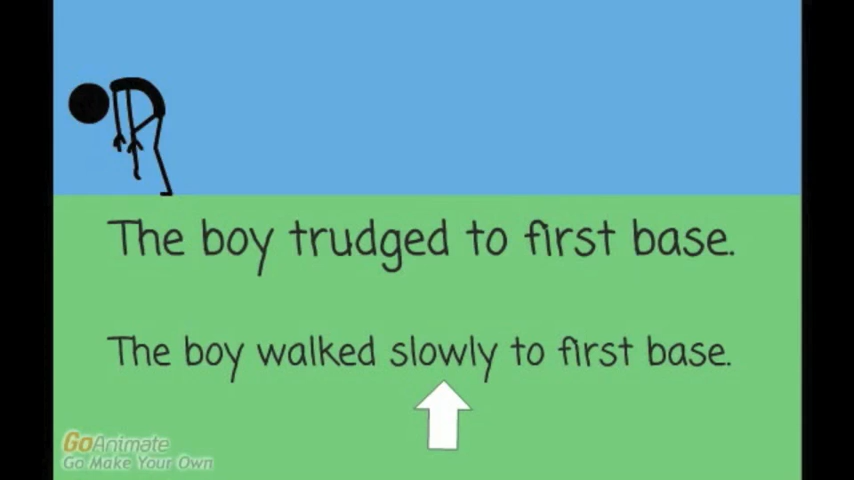 The boy trudged to first base.
The boy walked slowly to first base.
GoAnimate
Go Make Your Own